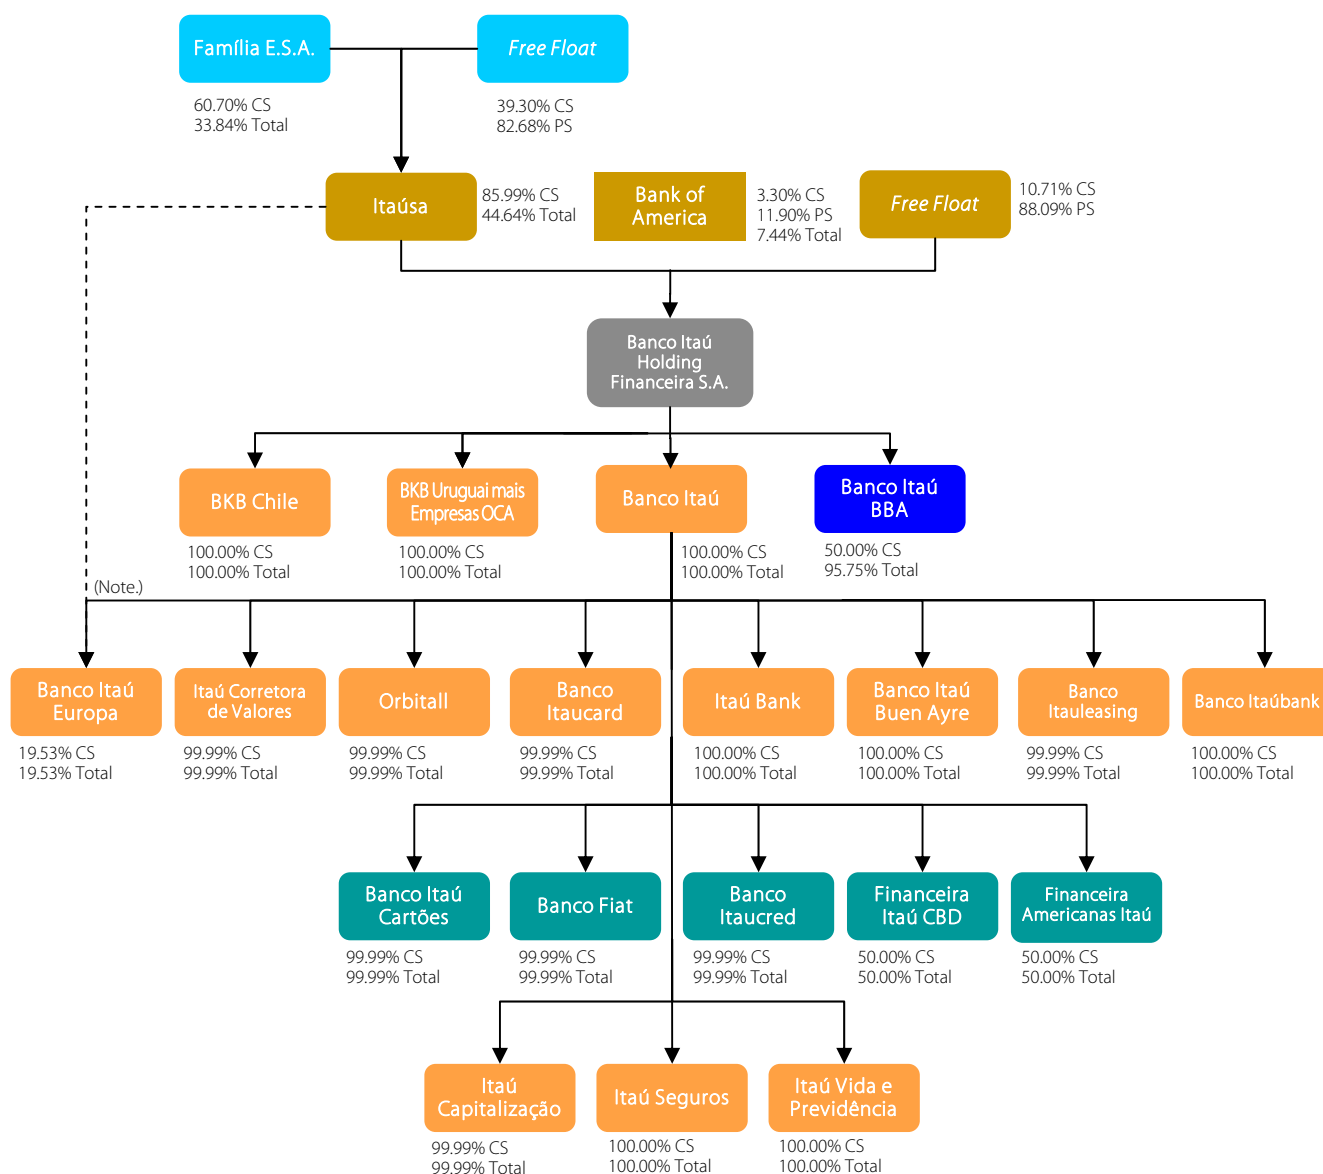 Família E.S.A.
Free Float
60.70% CS
33.84% Total
39.30% CS
82.68% PS
Itaúsa
85.99% CS
44.64% Total
Bank of
America
3.30% CS
11.90% PS
7.44% Total
Free Float
10.71% CS
88.09% PS
Banco Itaú
Holding
Financeira S.A.
BKB Chile
100.00% CS
100.00% Total
BKB Uruguai mais
Empresas OCA
100.00% CS
100.00% Total
Banco Itaú
100.00% CS
100.00% Total
Banco Itaú
BBA
50.00% CS
95.75% Total
(Note.)
Banco Itaú
Europa
19.53% CS
19.53% Total
Itaú Corretora
de Valores
99.99% CS
99.99% Total
Orbitall
99.99% CS
99.99% Total
Banco
Itaucard
99.99% CS
99.99% Total
Itaú Bank
100.00% CS
100.00% Total
Banco Itaú
Buen Ayre
100.00% CS
100.00% Total
Banco
Itauleasing
99.99% CS
99.99% Total
Banco Itaúbank
100.00% CS
100.00% Total
Banco Itaú
Cartões
99.99% CS
99.99% Total
Banco Fiat
99.99% CS
99.99% Total
Banco
Itaucred
99.99% CS
99.99% Total
Financeira
Itaú CBD
50.00% CS
50.00% Total
Financeira
Americanas Itaú
50.00% CS
50.00% Total
Itaú
Capitalização
99.99% CS
99.99% Total
Itaú Seguros
100.00% CS
100.00% Total
Itaú Vida e
Previdência
100.00% CS
100.00% Total